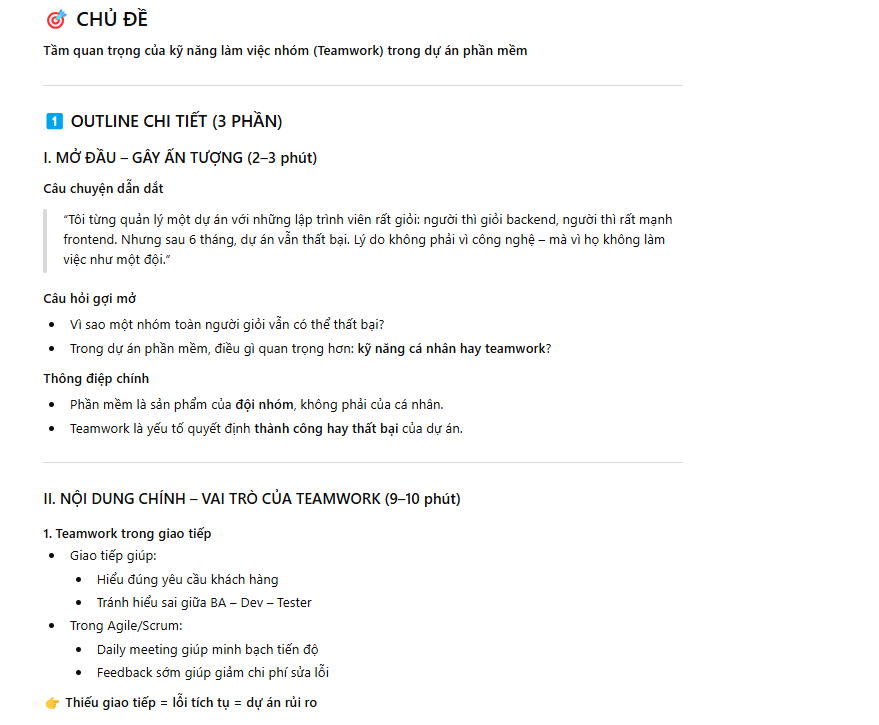 🎯 CHỦ ĐỀ
Tầm quan trọng của kỹ năng làm việc nhóm (Teamwork) trong dự án phần mềm
1️⃣ OUTLINE CHI TIẾT (3 PHẦN)
I. MỞ ĐẦU – GÂY ẤN TƯỢNG (2–3 phút)
Câu chuyện dẫn dắt
“Tôi từng quản lý một dự án với những lập trình viên rất giỏi: người thì giỏi backend, người thì rất mạnh
frontend. Nhưng sau 6 tháng, dự án vẫn thất bại. Lý do không phải vì công nghệ – mà vì họ không làm
việc như một đội.”
Câu hỏi gợi mở
• Vì sao một nhóm toàn người giỏi vẫn có thể thất bại?
• Trong dự án phần mềm, điều gì quan trọng hơn: kỹ năng cá nhân hay teamwork?
Thông điệp chính
• Phần mềm là sản phẩm của đội nhóm, không phải của cá nhân.
• Teamwork là yếu tố quyết định thành công hay thất bại của dự án.
II. NỘI DUNG CHÍNH – VAI TRÒ CỦA TEAMWORK (9–10 phút)
1. Teamwork trong giao tiếp
• Giao tiếp giúp:
• Hiểu đúng yêu cầu khách hàng
• Tránh hiểu sai giữa BA – Dev – Tester
• Trong Agile/Scrum:
• Daily meeting giúp minh bạch tiến độ
• Feedback sớm giúp giảm chi phí sửa lỗi
👉 Thiếu giao tiếp = lỗi tích tụ = dự án rủi ro